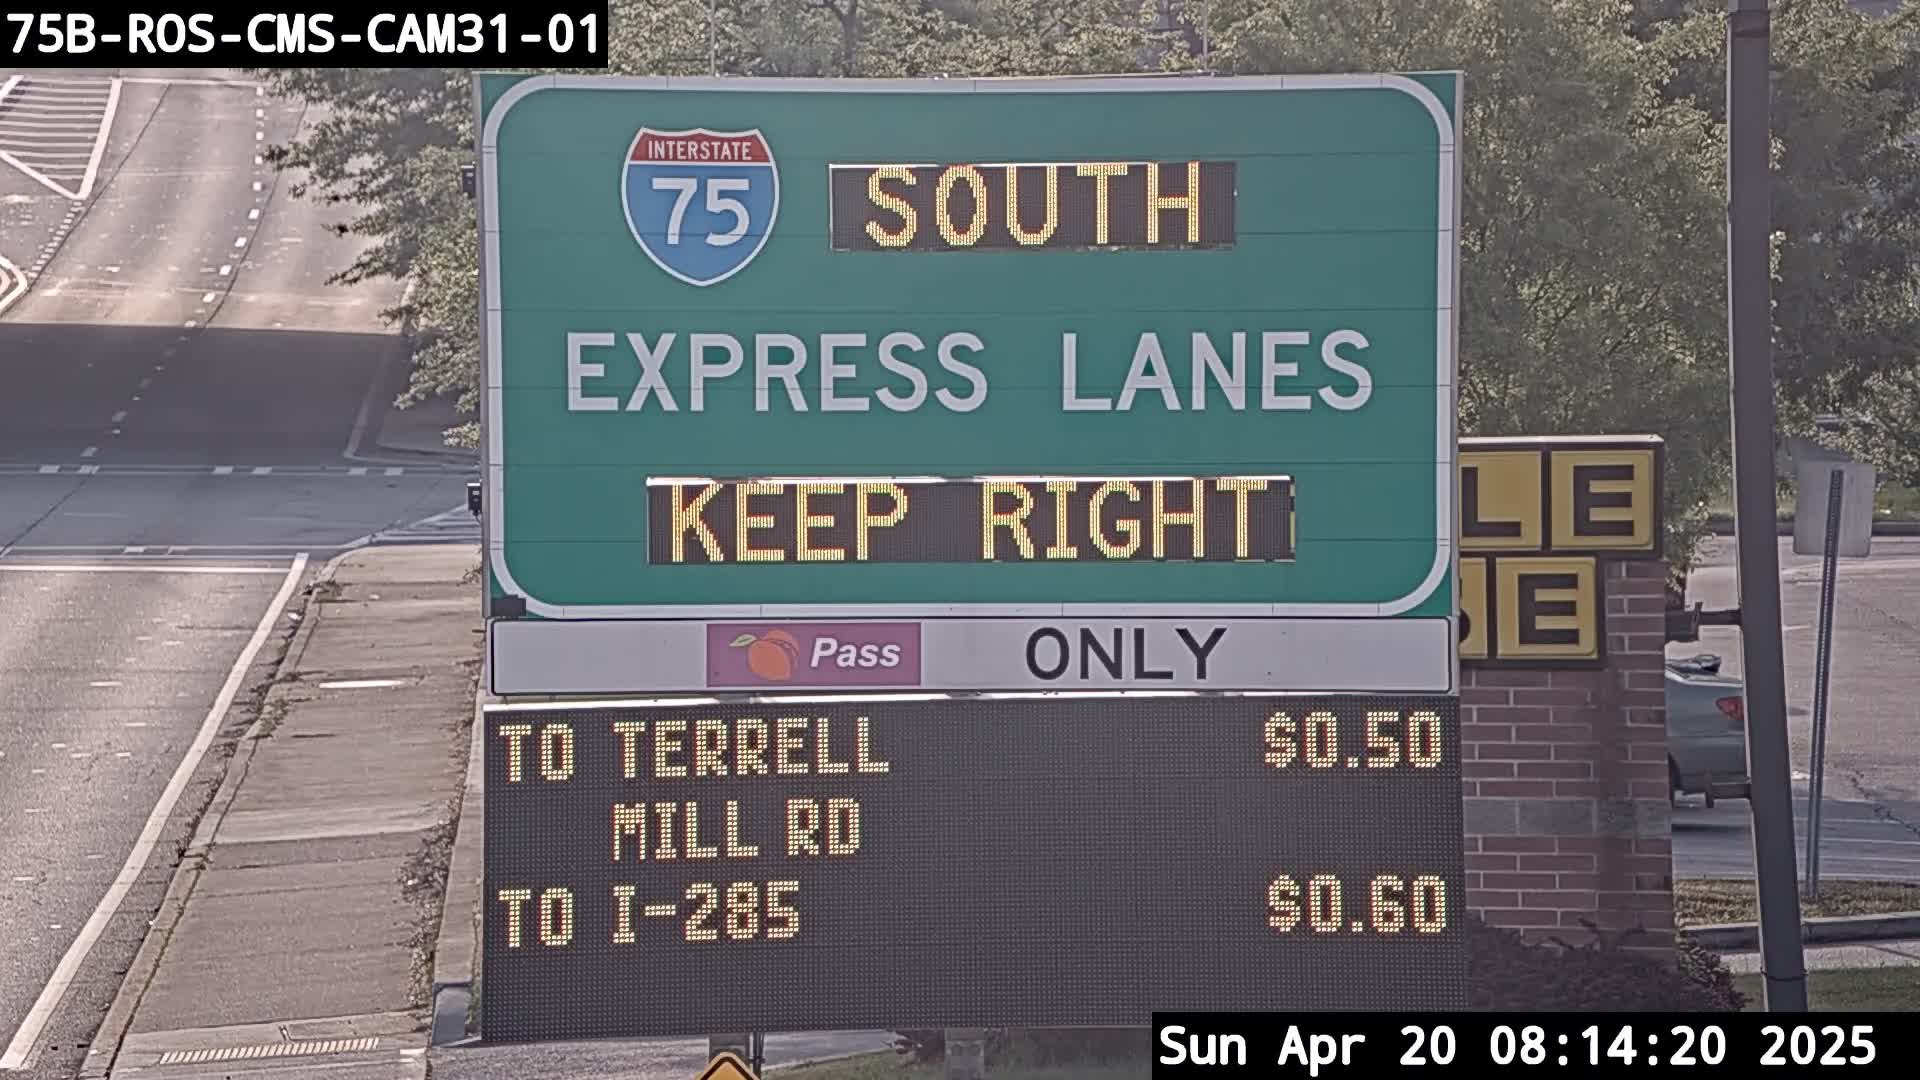 75B-ROS-CMS-CAM31-01
INTERSTATE
75
SOUTH
EXPRESS LANES
KEEP RIGHT
Pass ONLY
TO TERRELL $0.50
MILL RD
TO I-285 $0.60
LE
E
Sun Apr 20 08:14:20 2025